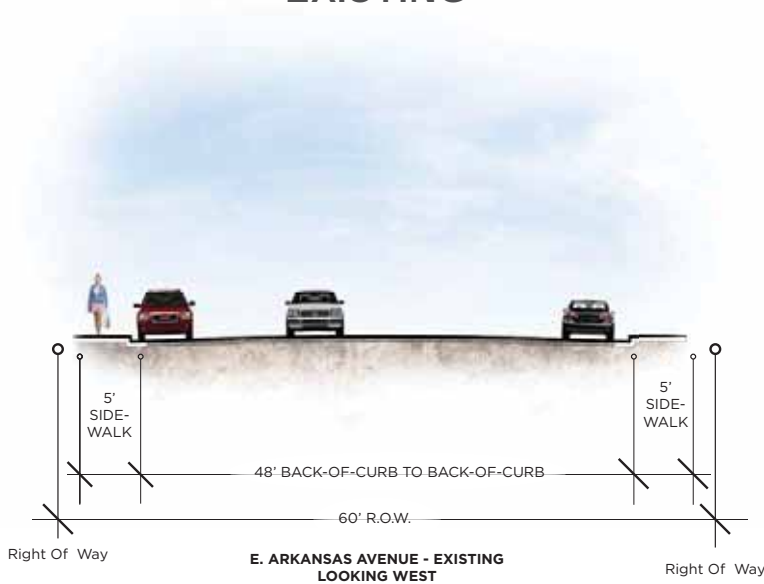 EXISTING
5'
SIDE-
WALK
5'
SIDE-
WALK
48' BACK-OF-CURB TO BACK-OF-CURB
60' R.O.W.
Right Of Way
Right Of Way
E. ARKANSAS AVENUE - EXISTING
LOOKING WEST